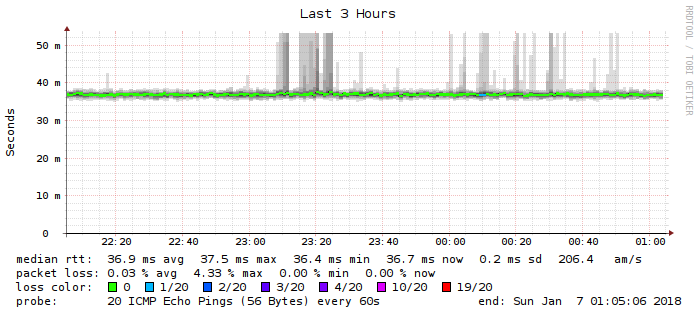 Last 3 Hours
RRDTOOL / TOBI OETIKER
Seconds
50 m
40 m
30 m
20 m
10 m
0
22:20 22:40 23:00 23:20 23:40 00:00 00:20 00:40 01:00
median rtt: 36.9 ms avg 37.5 ms max 36.4 ms min 36.7 ms now 0.2 ms sd 206.4 am/s
packet loss: 0.03 % avg 4.33 % max 0.00 % min 0.00 % now
loss color: 0 1/20 2/20 3/20 4/20 10/20 19/20
probe: 20 ICMP Echo Pings (56 Bytes) every 60s end: Sun Jan 7 01:05:06 2018